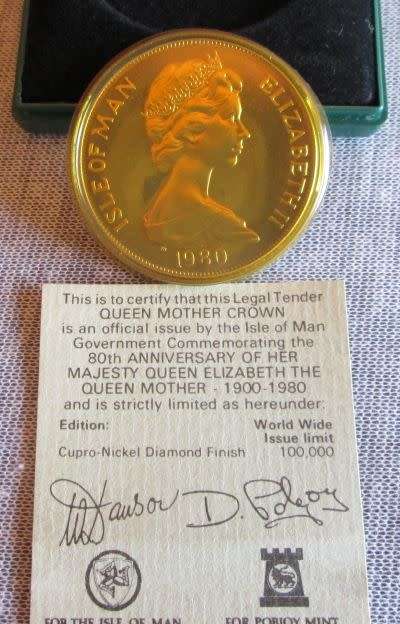 ISLE OF MAN
ELIZABETH II
1980
This is to certify that this Legal Tender
QUEEN MOTHER CROWN
is an official issue by the Isle of Man
Government Commemorating the
80th ANNIVERSARY OF HER
MAJESTY QUEEN ELIZABETH THE
QUEEN MOTHER - 1900-1980
and is strictly limited as hereunder:
Edition: World Wide
Issue limit
Cupro-Nickel Diamond Finish 100,000
D. Pobjoy
FOR THE ISLE OF MAN FOR POBJOY MINT